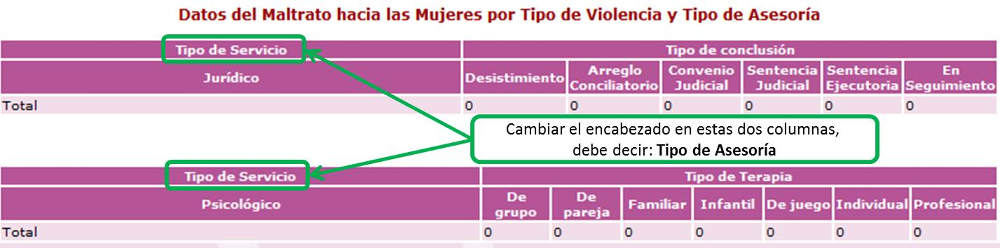 Datos del Maltrato hacia las Mujeres por Tipo de Violencia y Tipo de Asesoría
Tipo de Servicio Tipo de conclusión
Jurídico Desistimiento Arreglo Conciliatorio Convenio Judicial Sentencia Judicial Sentencia Ejecutoria En Seguimiento
Total 0 0 0 0 0 0
Cambiar el encabezado en estas dos columnas,
debe decir: Tipo de Asesoría
Tipo de Servicio Tipo de Terapia
Psicológico De grupo De pareja Familiar Infantil De juego Individual Profesional
Total 0 0 0 0 0 0 0